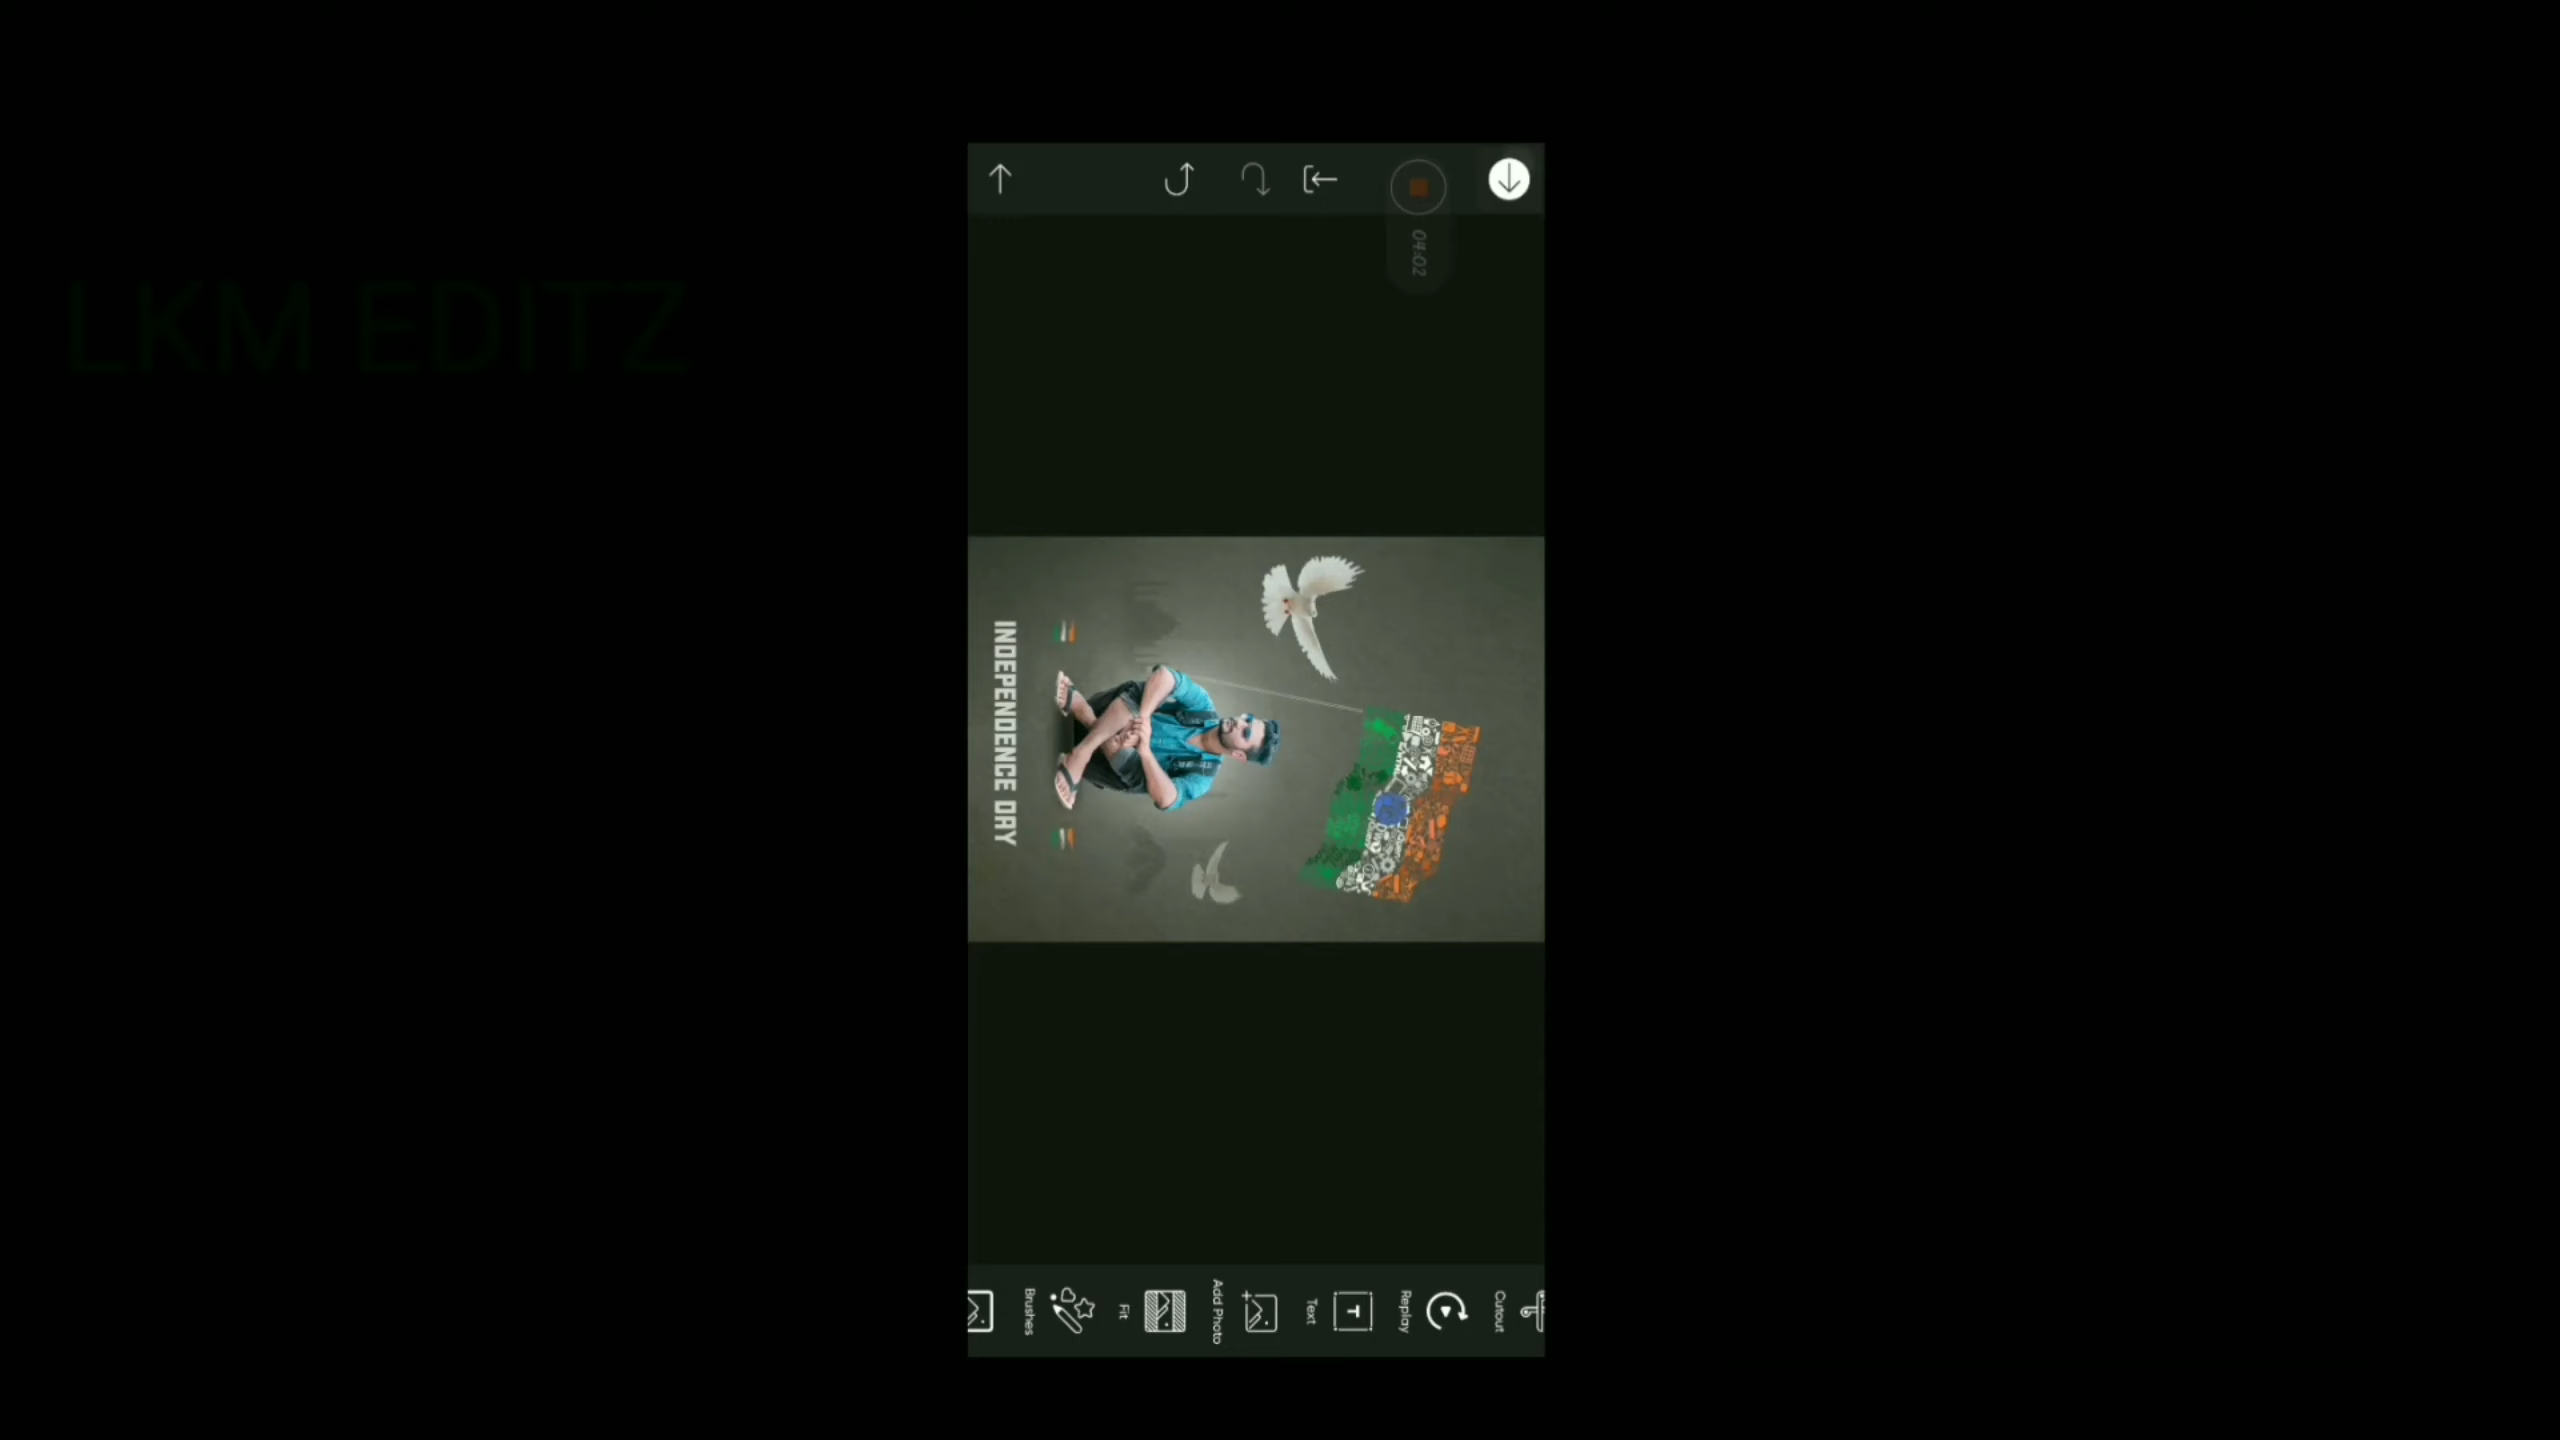 LKM EDITZ
04:02
INDEPENDENCE DAY
Brushes
Fit
Add Photo
Text
Replay
Cutout